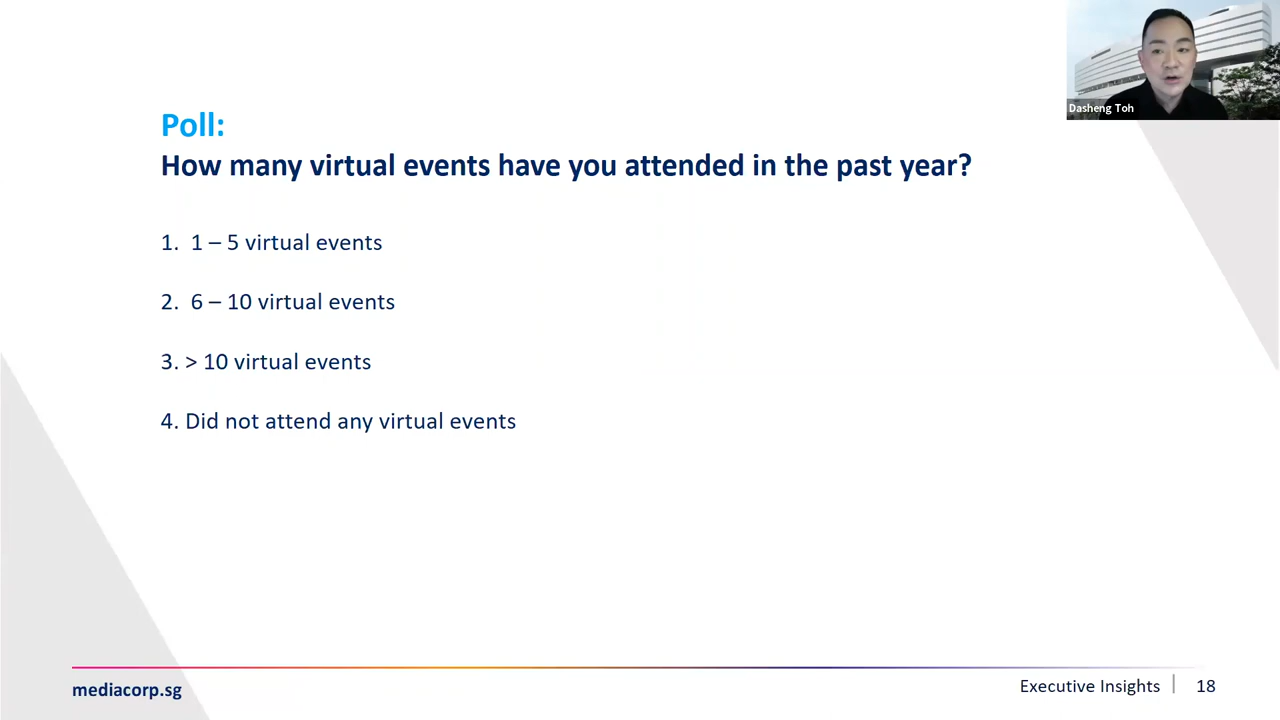 Dasheng Toh
Poll:
How many virtual events have you attended in the past year?
1. 1 – 5 virtual events
2. 6 – 10 virtual events
3. > 10 virtual events
4. Did not attend any virtual events
mediacorp.sg
Executive Insights | 18